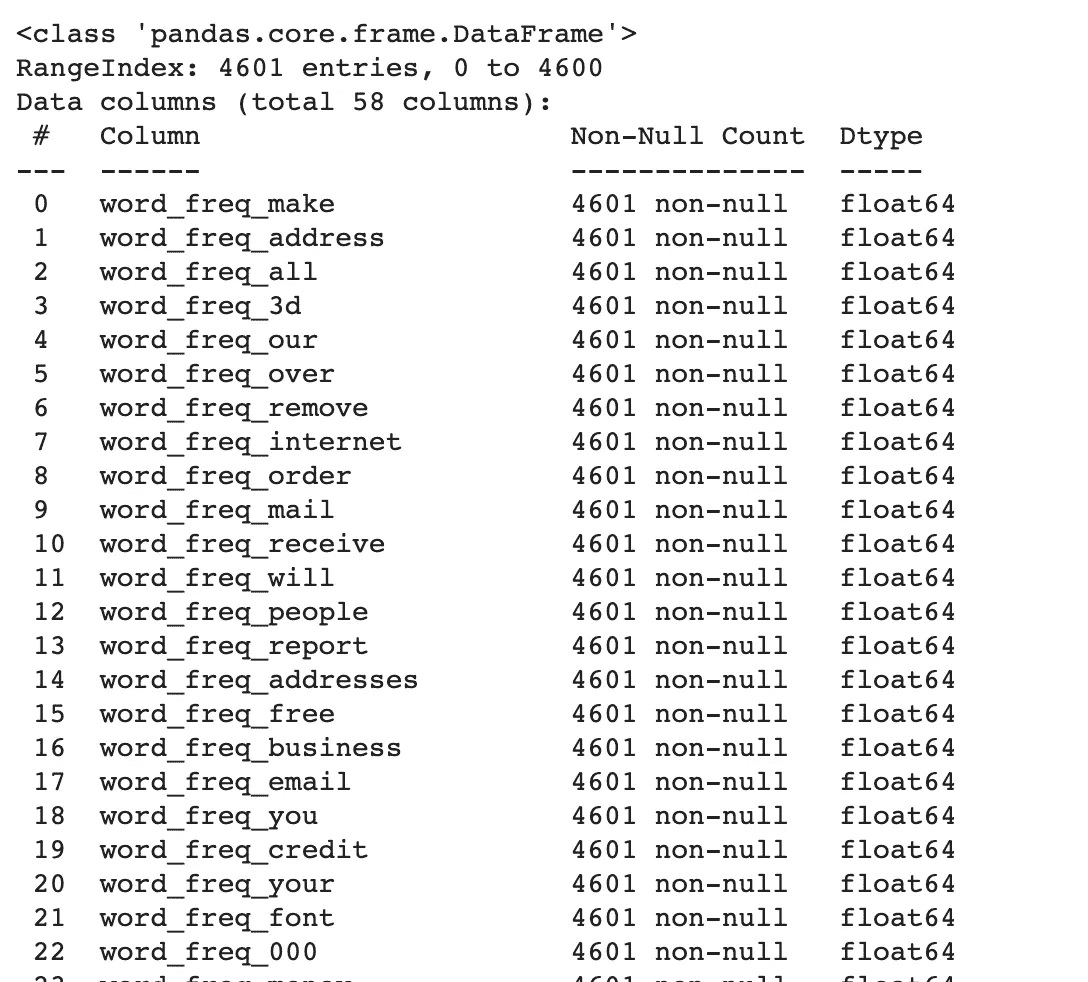 <class 'pandas.core.frame.DataFrame'>
RangeIndex: 4601 entries, 0 to 4600
Data columns (total 58 columns):
 #   Column                      Non-Null Count  Dtype
---  ------                      --------------  -----
 0   word_freq_make              4601 non-null   float64
 1   word_freq_address           4601 non-null   float64
 2   word_freq_all               4601 non-null   float64
 3   word_freq_3d                4601 non-null   float64
 4   word_freq_our               4601 non-null   float64
 5   word_freq_over              4601 non-null   float64
 6   word_freq_remove            4601 non-null   float64
 7   word_freq_internet          4601 non-null   float64
 8   word_freq_order             4601 non-null   float64
 9   word_freq_mail              4601 non-null   float64
 10  word_freq_receive           4601 non-null   float64
 11  word_freq_will              4601 non-null   float64
 12  word_freq_people            4601 non-null   float64
 13  word_freq_report            4601 non-null   float64
 14  word_freq_addresses         4601 non-null   float64
 15  word_freq_free              4601 non-null   float64
 16  word_freq_business          4601 non-null   float64
 17  word_freq_email             4601 non-null   float64
 18  word_freq_you               4601 non-null   float64
 19  word_freq_credit            4601 non-null   float64
 20  word_freq_your              4601 non-null   float64
 21  word_freq_font              4601 non-null   float64
 22  word_freq_000               4601 non-null   float64